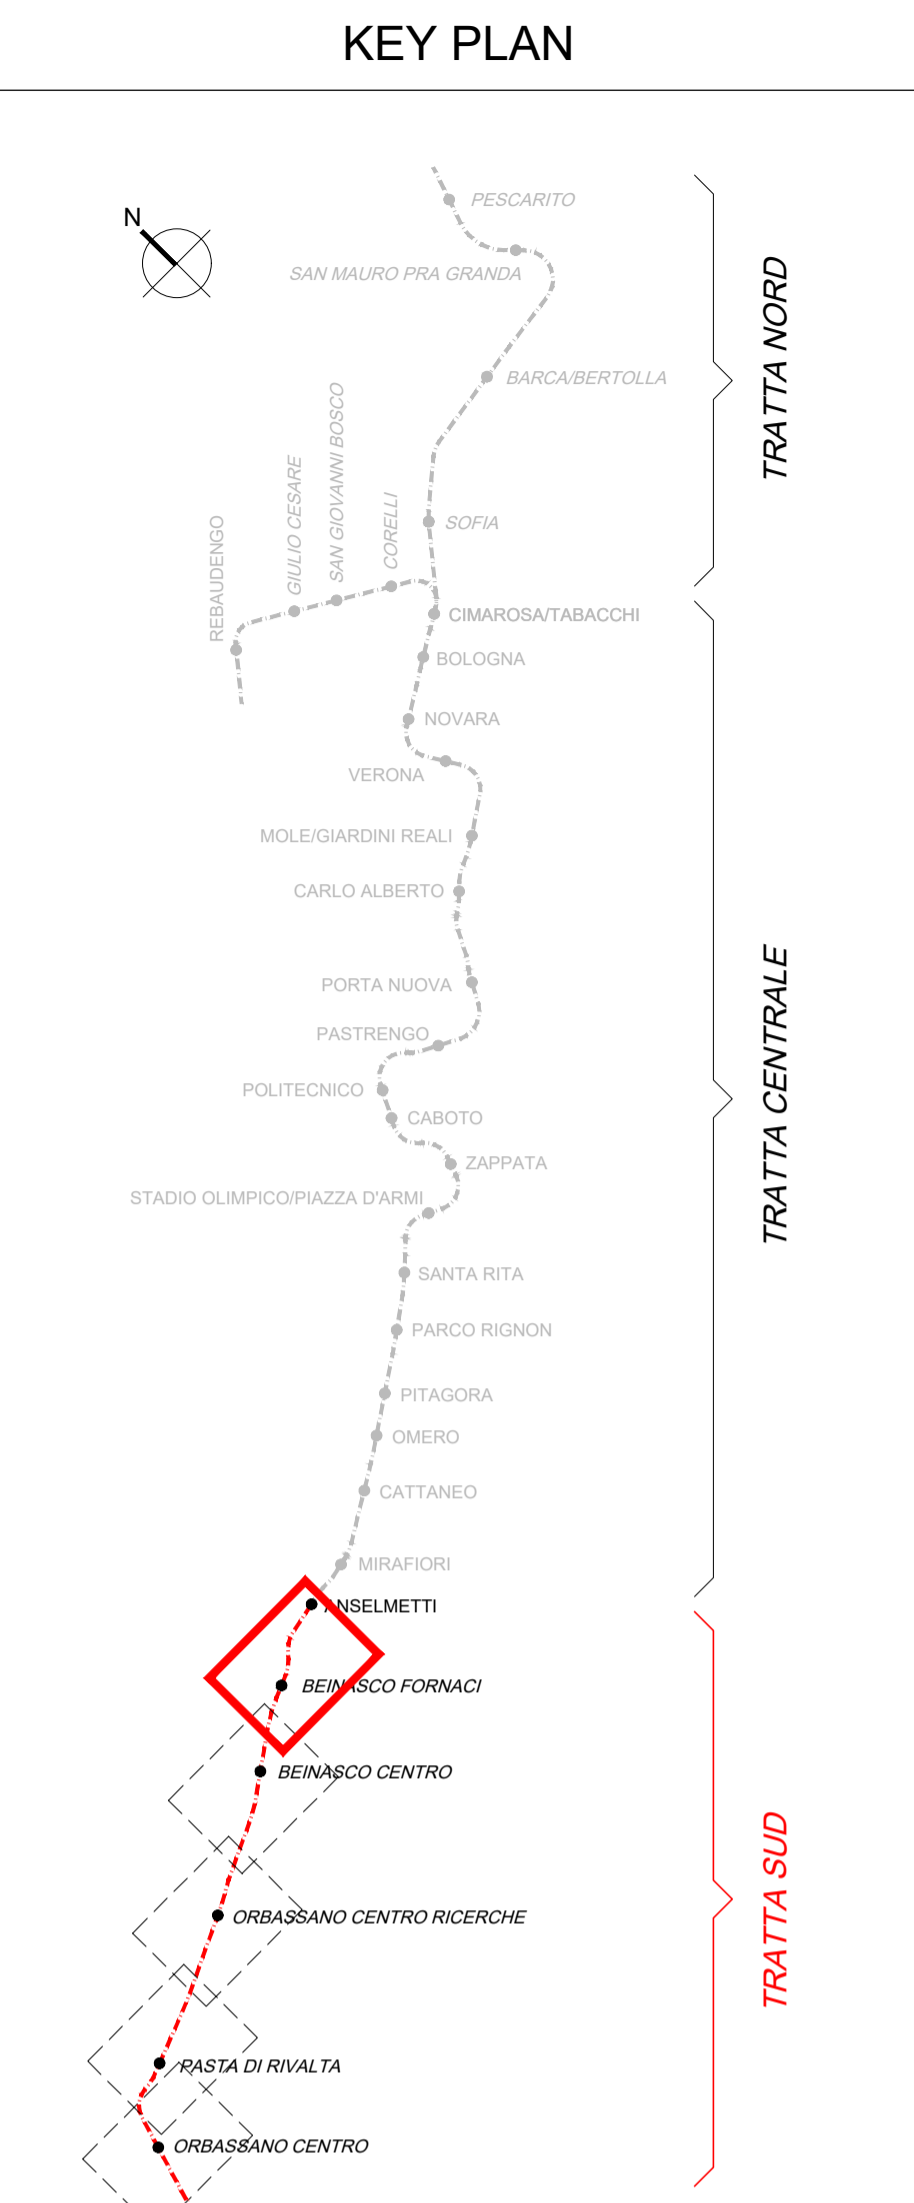 KEY PLAN
N
PESCARITO
SAN MAURO PRA GRANDA
BARCA/BERTOLLA
TRATTA NORD
SOFIA
REBAUDENGO
GIULIO CESARE
SAN GIOVANNI BOSCO
CORELLI
CIMAROSA/TABACCHI
BOLOGNA
NOVARA
VERONA
MOLE/GIARDINI REALI
CARLO ALBERTO
PORTA NUOVA
PASTRENGO
POLITECNICO
CABOTO
ZAPPATA
STADIO OLIMPICO/PIAZZA D'ARMI
TRATTA CENTRALE
SANTA RITA
PARCO RIGNON
PITAGORA
OMERO
CATTANEO
MIRAFIORI
ANSELMETTI
BEINASCO FORNACI
BEINASCO CENTRO
ORBASSANO CENTRO RICERCHE
TRATTA SUD
PASTA DI RIVALTA
ORBASSANO CENTRO